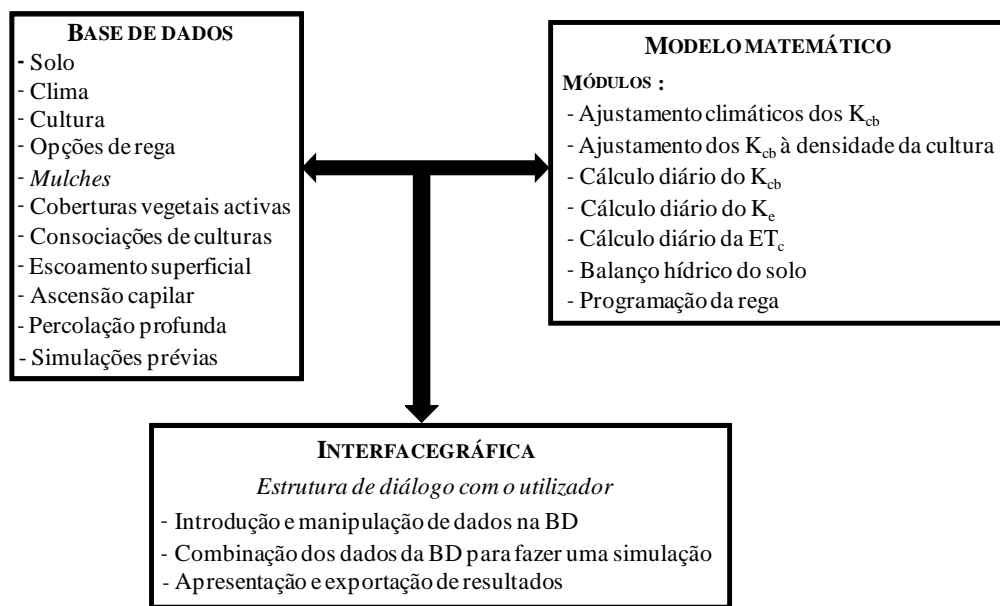 BASE DE DADOS
- Solo
- Clima
- Cultura
- Opções de rega
- Mulches
- Coberturas vegetais activas
- Consociações de culturas
- Escoamento superficial
- Ascensão capilar
- Percolação profunda
- Simulações prévias
MODELO MATEMÁTICO
MÓDULOS :
- Ajustamento climáticos dos Kcb
- Ajustamento dos Kcb à densidade da cultura
- Cálculo diário do Kcb
- Cálculo diário do Ke
- Cálculo diário da ETc
- Balanço hídrico do solo
- Programação da rega
INTERFACE GRÁFICA
Estrutura de diálogo com o utilizador
- Introdução e manipulação de dados na BD
- Combinação dos dados da BD para fazer uma simulação
- Apresentação e exportação de resultados